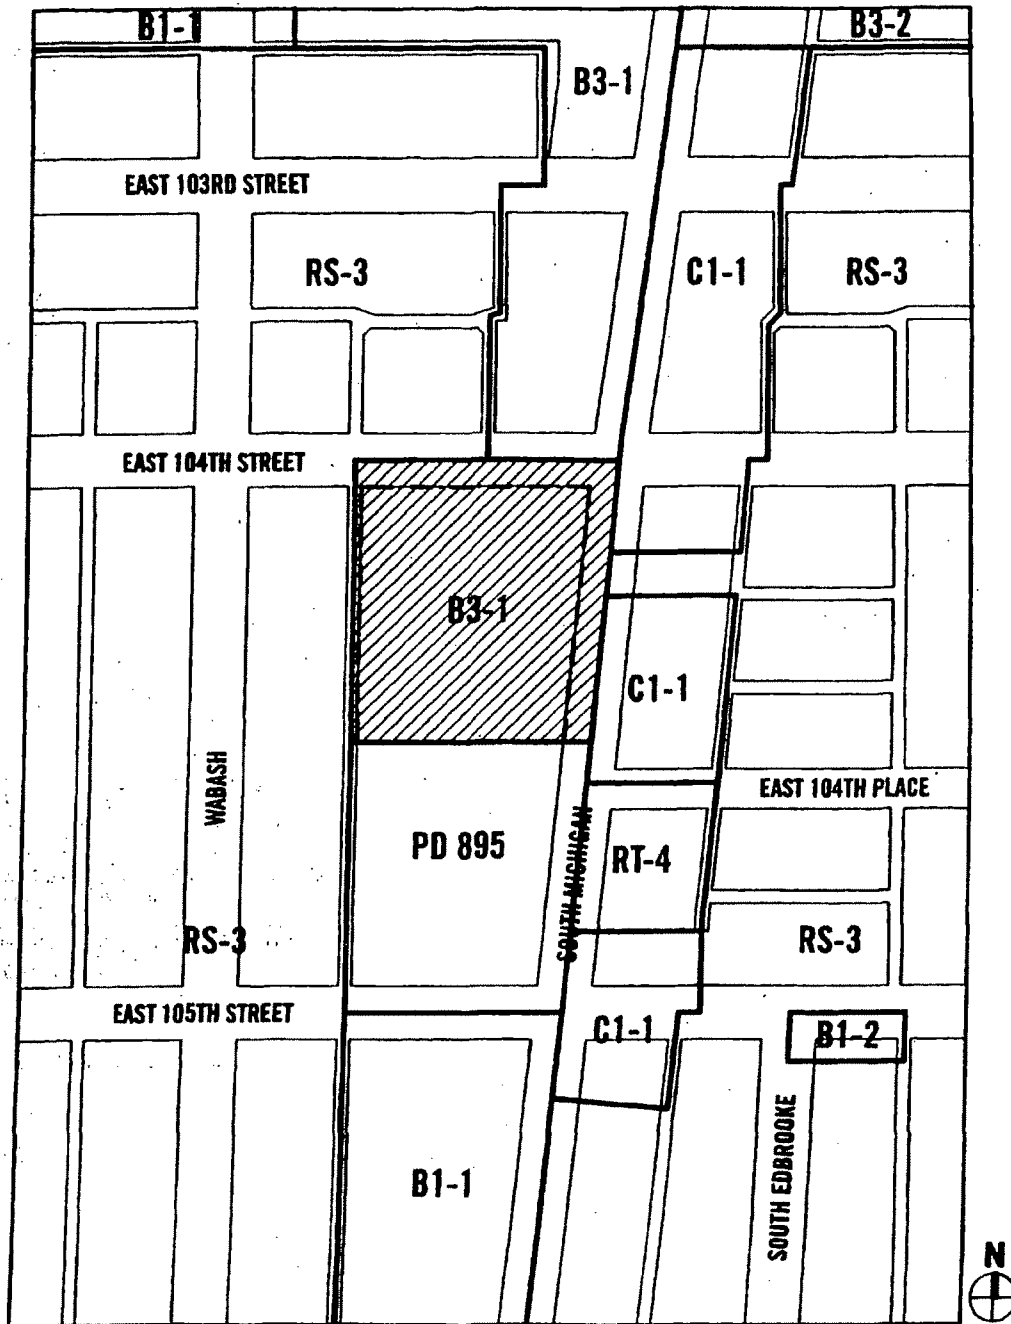 B1-1
B3-2
B3-1
EAST 103RD STREET
RS-3
C1-1
RS-3
EAST 104TH STREET
B3-1
C1-1
WABASH
EAST 104TH PLACE
PD 895
SOUTH MICHIGAN
RT-4
RS-3
RS-3
EAST 105TH STREET
C1-1
B1-2
SOUTH EDBROOKE
B1-1
N